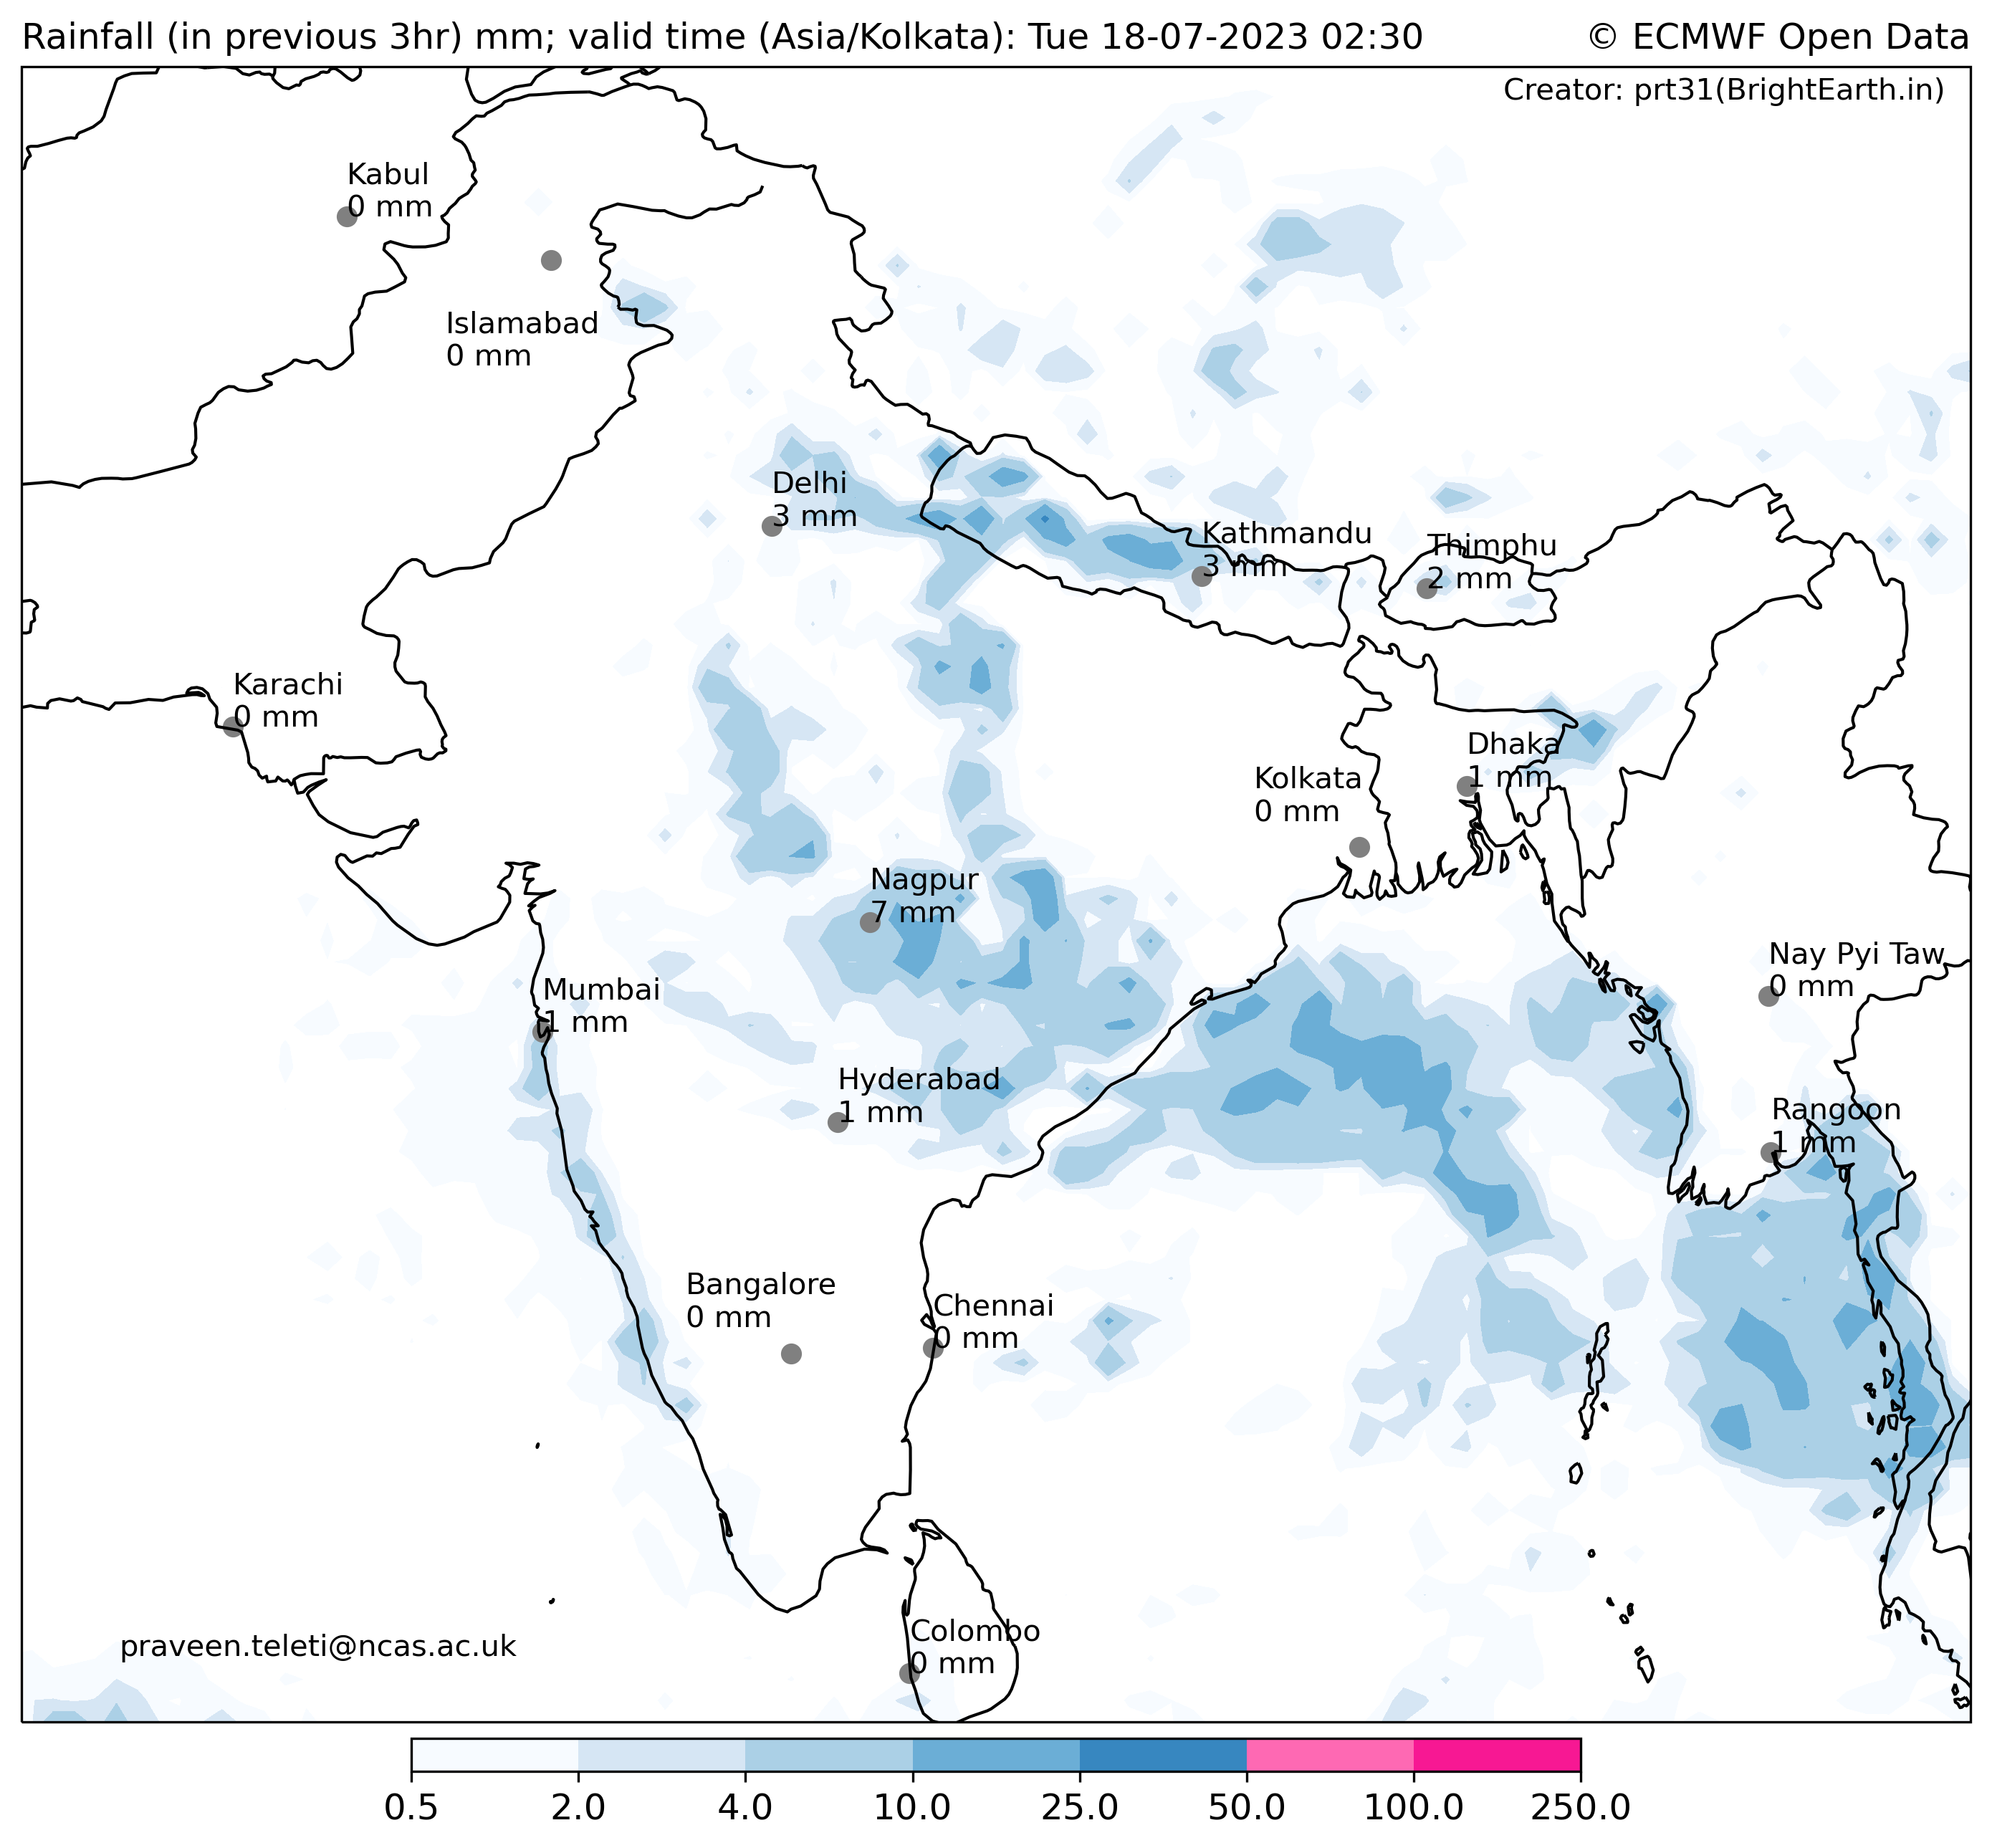 Rainfall (in previous 3hr) mm; valid time (Asia/Kolkata): Tue 18-07-2023 02:30
© ECMWF Open Data
Creator: prt31(BrightEarth.in)
Kabul
0 mm
Islamabad
0 mm
Delhi
3 mm
Kathmandu
3 mm
Thimphu
2 mm
Karachi
0 mm
Dhaka
1 mm
Kolkata
0 mm
Nagpur
7 mm
Nay Pyi Taw
0 mm
Mumbai
1 mm
Hyderabad
1 mm
Rangoon
1 mm
Bangalore
0 mm
Chennai
0 mm
Colombo
0 mm
praveen.teleti@ncas.ac.uk
0.5 2.0 4.0 10.0 25.0 50.0 100.0 250.0